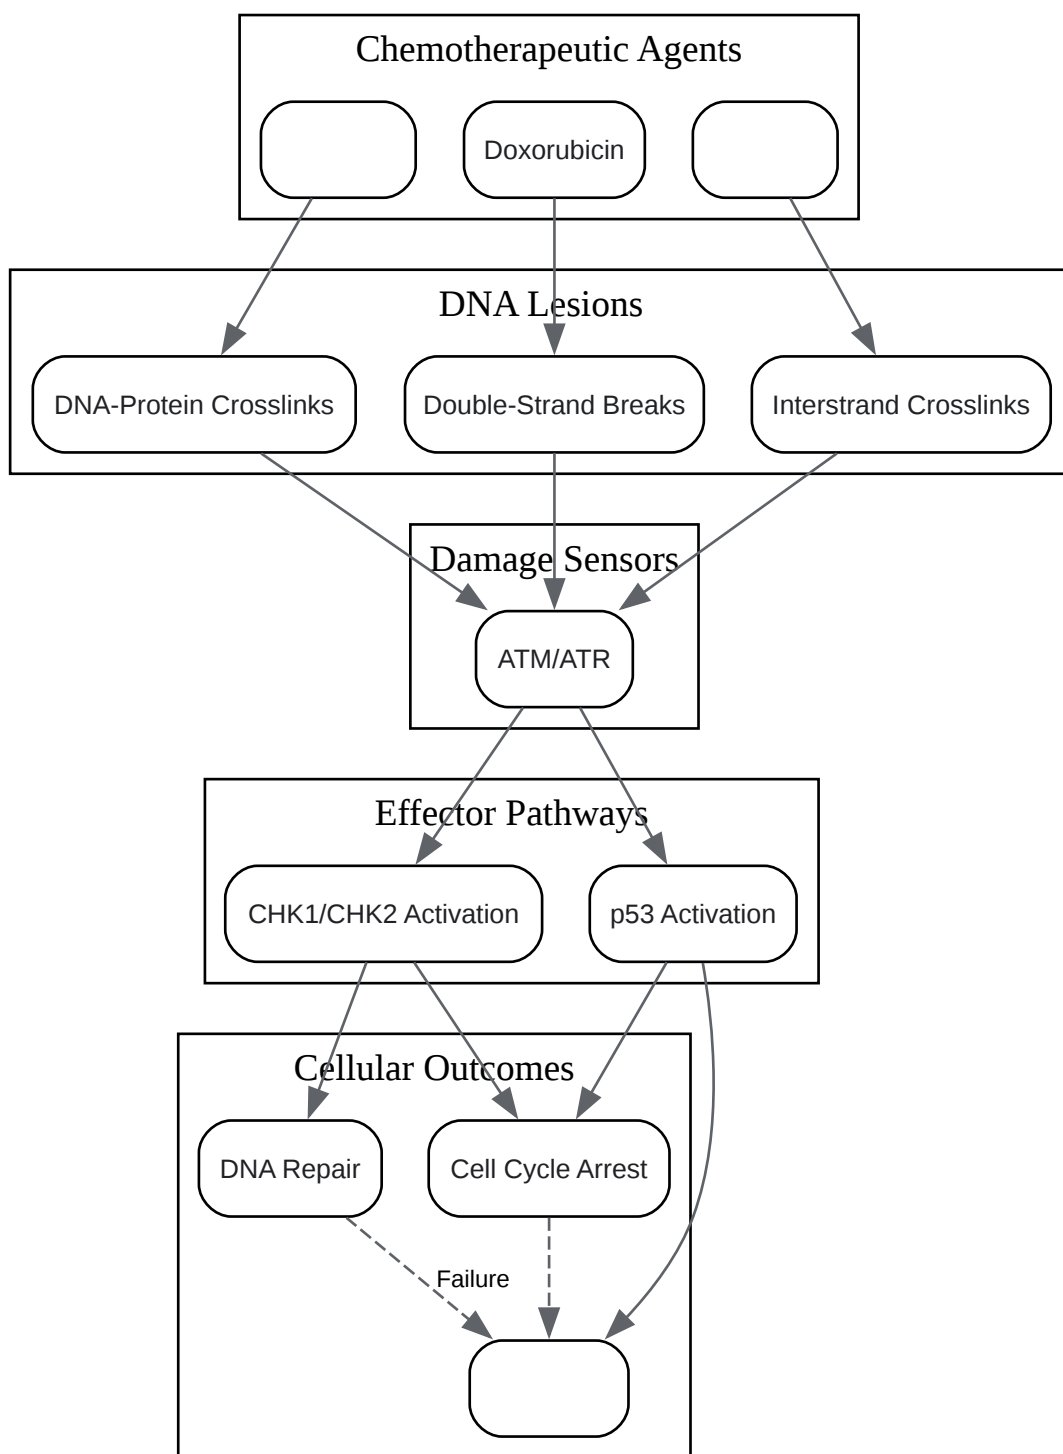 Chemotherapeutic Agents
Doxorubicin
DNA Lesions
DNA-Protein Crosslinks
Double-Strand Breaks
Interstrand Crosslinks
Damage Sensors
ATM/ATR
Effector Pathways
CHK1/CHK2 Activation
p53 Activation
Cellular Outcomes
DNA Repair
Cell Cycle Arrest
Failure